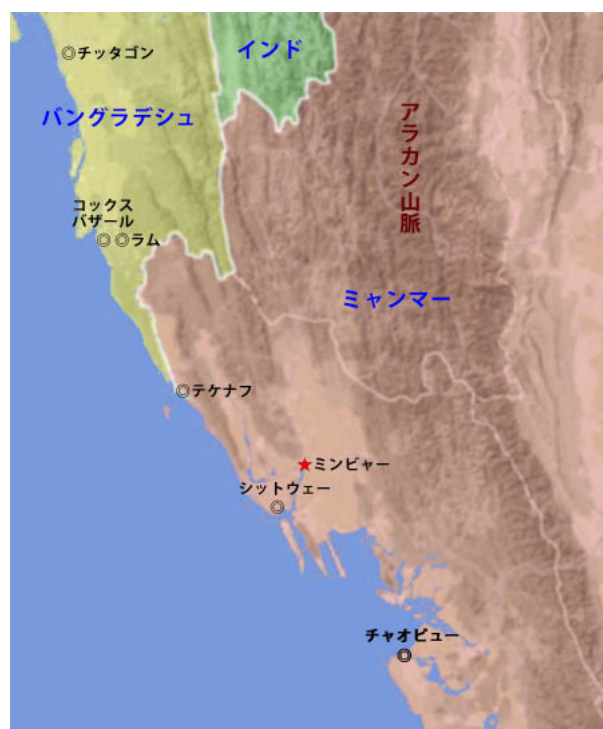 チッタゴン
インド
バングラデシュ
アラカン山脈
コックス
バザール
ラム
ミャンマー
テケナフ
ミンビャー
シットウェー
チャオピュー